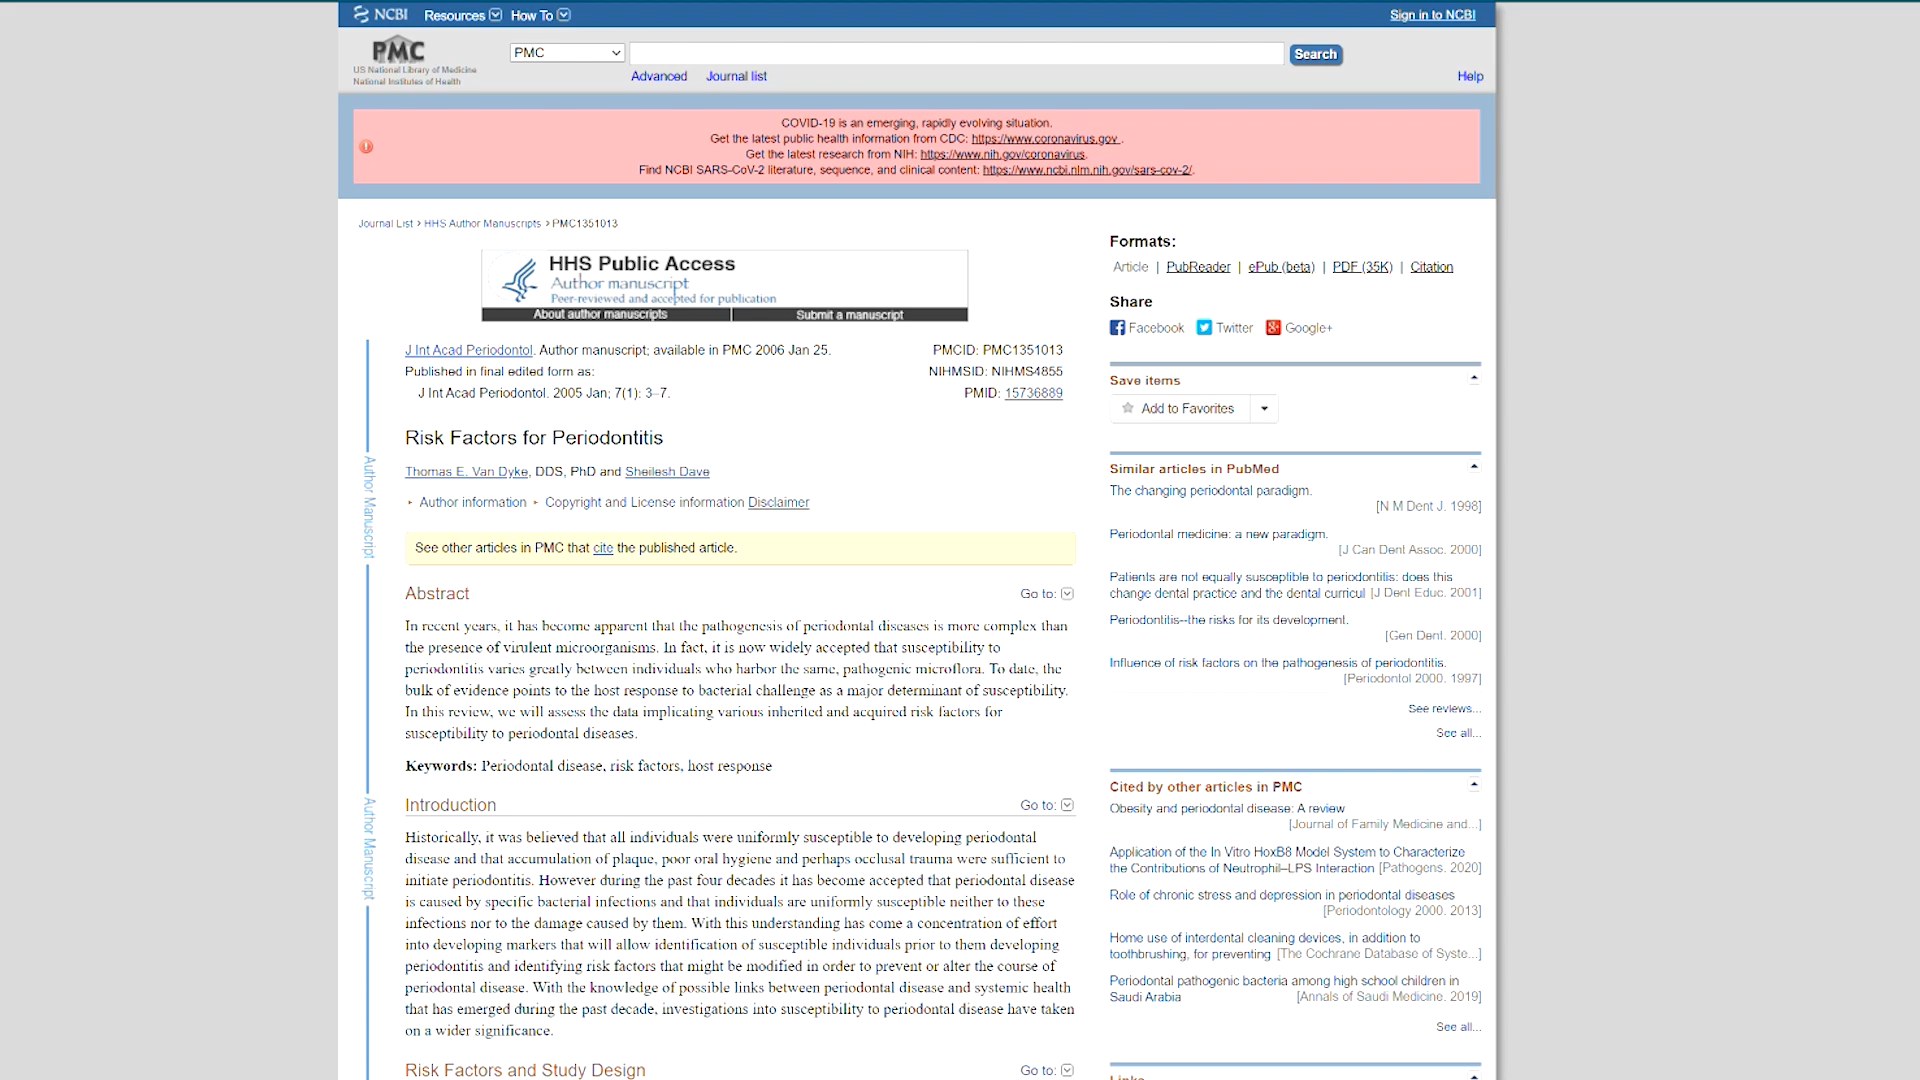 NCBI Resources How To Sign in to NCBI
PMC
US National Library of Medicine
National Institutes of Health
PMC
Search
Advanced Journal list Help
COVID-19 is an emerging, rapidly evolving situation.
Get the latest public health information from CDC: https://www.coronavirus.gov .
Get the latest research from NIH: https://www.nih.gov/coronavirus.
Find NCBI SARS-CoV-2 literature, sequence, and clinical content: https://www.ncbi.nlm.nih.gov/sars-cov-2/.
Journal List > HHS Author Manuscripts > PMC1351013
HHS Public Access
Author manuscript
Peer-reviewed and accepted for publication
About author manuscripts Submit a manuscript
J Int Acad Periodontol. Author manuscript; available in PMC 2006 Jan 25. PMCID: PMC1351013
Published in final edited form as: NIHMSID: NIHMS4855
J Int Acad Periodontol. 2005 Jan; 7(1): 3–7. PMID: 15736889
Risk Factors for Periodontitis
Thomas E. Van Dyke, DDS, PhD and Sheilesh Dave
Author information Copyright and License information Disclaimer
See other articles in PMC that cite the published article.
Abstract Go to:
In recent years, it has become apparent that the pathogenesis of periodontal diseases is more complex than
the presence of virulent microorganisms. In fact, it is now widely accepted that susceptibility to
periodontitis varies greatly between individuals who harbor the same, pathogenic microflora. To date, the
bulk of evidence points to the host response to bacterial challenge as a major determinant of susceptibility.
In this review, we will assess the data implicating various inherited and acquired risk factors for
susceptibility to periodontal diseases.
Keywords: Periodontal disease, risk factors, host response
Introduction Go to:
Historically, it was believed that all individuals were uniformly susceptible to developing periodontal
disease and that accumulation of plaque, poor oral hygiene and perhaps occlusal trauma were sufficient to
initiate periodontitis. However during the past four decades it has become accepted that periodontal disease
is caused by specific bacterial infections and that individuals are uniformly susceptible neither to these
infections nor to the damage caused by them. With this understanding has come a concentration of effort
into developing markers that will allow identification of susceptible individuals prior to them developing
periodontitis and identifying risk factors that might be modified in order to prevent or alter the course of
periodontal disease. With the knowledge of possible links between periodontal disease and systemic health
that has emerged during the past decade, investigations into susceptibility to periodontal disease have taken
on a wider significance.
Risk Factors and Study Design Go to:
Author Manuscript
Author Manuscript
Formats:
Article | PubReader | ePub (beta) | PDF (35K) | Citation
Share
Facebook Twitter Google+
Save items
Add to Favorites
Similar articles in PubMed
The changing periodontal paradigm.
[N M Dent J. 1998]
Periodontal medicine: a new paradigm.
[J Can Dent Assoc. 2000]
Patients are not equally susceptible to periodontitis: does this
change dental practice and the dental curricul [J Dent Educ. 2001]
Periodontitis--the risks for its development.
[Gen Dent. 2000]
Influence of risk factors on the pathogenesis of periodontitis.
[Periodontol 2000. 1997]
See reviews...
See all...
Cited by other articles in PMC
Obesity and periodontal disease: A review
[Journal of Family Medicine and...]
Application of the In Vitro HoxB8 Model System to Characterize
the Contributions of Neutrophil–LPS Interaction [Pathogens. 2020]
Role of chronic stress and depression in periodontal diseases
[Periodontology 2000. 2013]
Home use of interdental cleaning devices, in addition to
toothbrushing, for preventing [The Cochrane Database of Syste...]
Periodontal pathogenic bacteria among high school children in
Saudi Arabia [Annals of Saudi Medicine. 2019]
See all...
Links